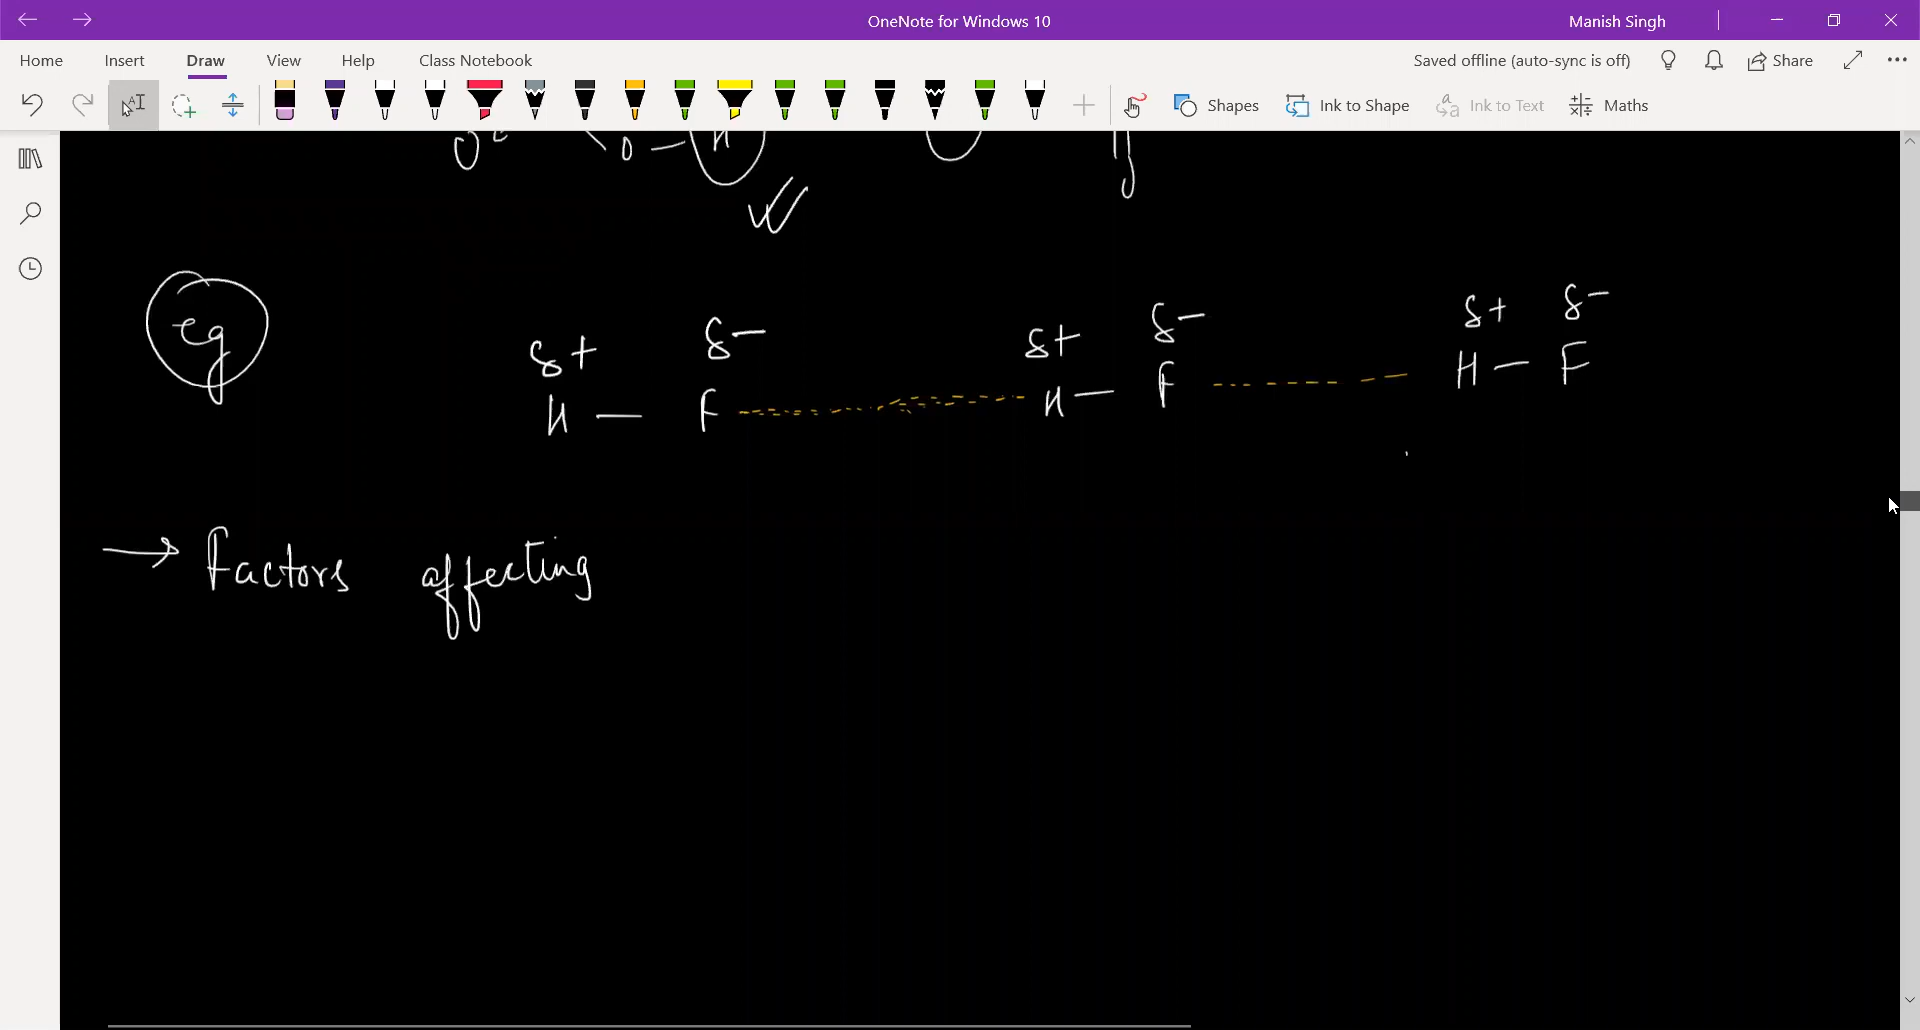 OneNote for Windows 10
Manish Singh
Home Insert Draw View Help Class Notebook
Saved offline (auto-sync is off) Share
Shapes Ink to Shape Ink to Text Maths
eg
δ+ δ- δ+ δ- δ+ δ-
H — F ------ H — F ------ H — F
→ Factors affecting